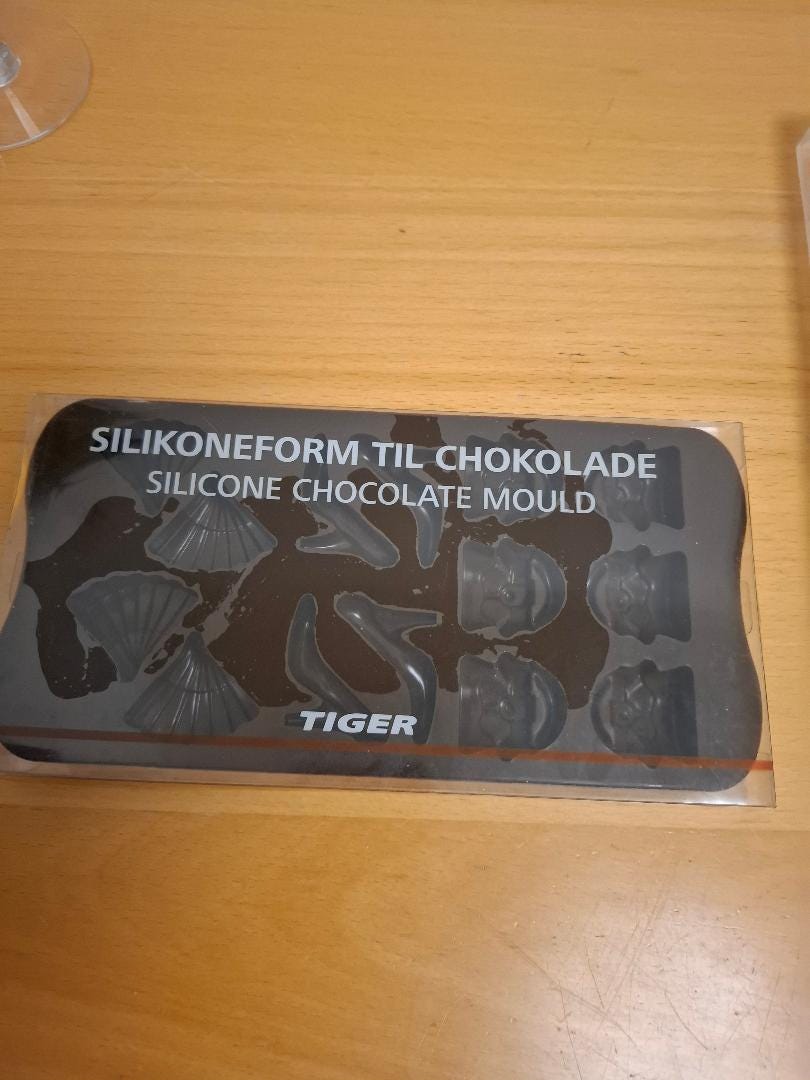 SILIKONEFORM TIL CHOKOLADE
SILICONE CHOCOLATE MOULD
TIGER